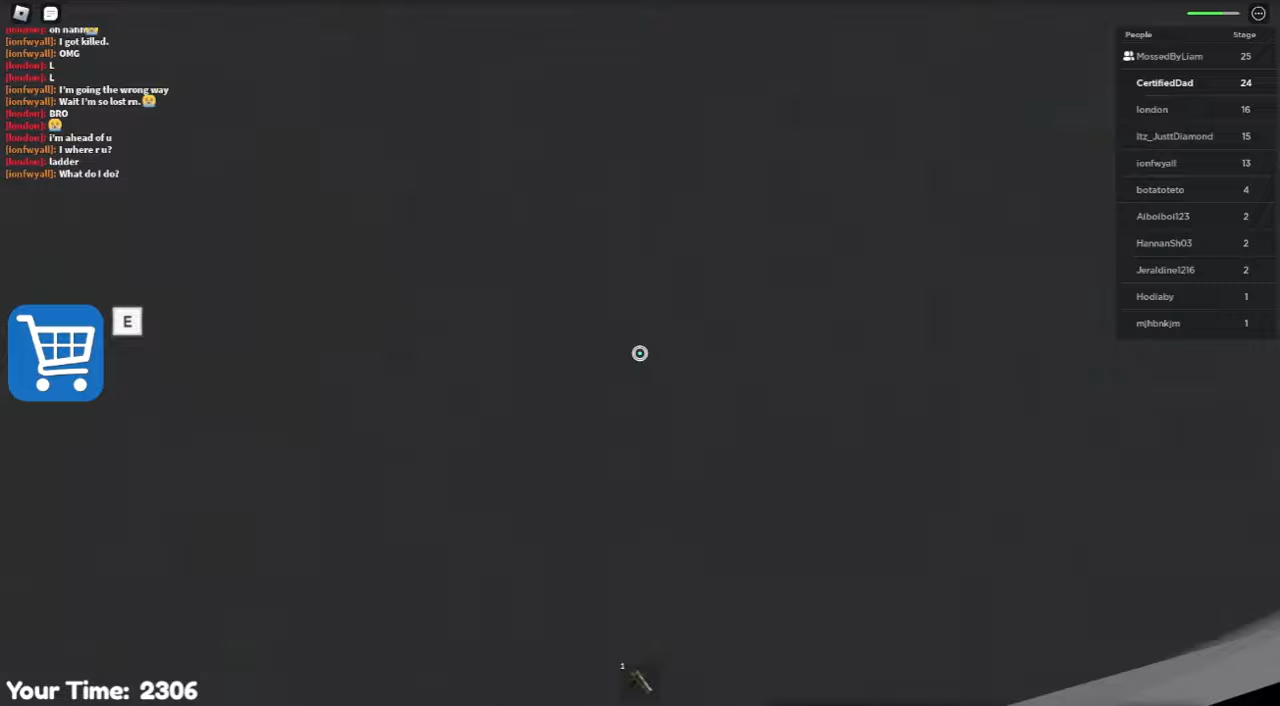 [london]: oh nahh😭
[ionfwyall]: I got killed.
[ionfwyall]: OMG
[london]: L
[london]: L
[ionfwyall]: I'm going the wrong way
[ionfwyall]: Wait I'm so lost rn.😭
[london]: BRO
[london]: 😭
[london]: i'm ahead of u
[ionfwyall]: I where r u?
[london]: ladder
[ionfwyall]: What do I do?
People Stage
MossedByLiam 25
CertifiedDad 24
london 16
Itz_JusttDiamond 15
ionfwyall 13
botatoteto 4
Aiboiboi123 2
HannanSh03 2
Jeraldine1216 2
Hodiaby 1
mjhbnkjm 1
E
1
Your Time: 2306